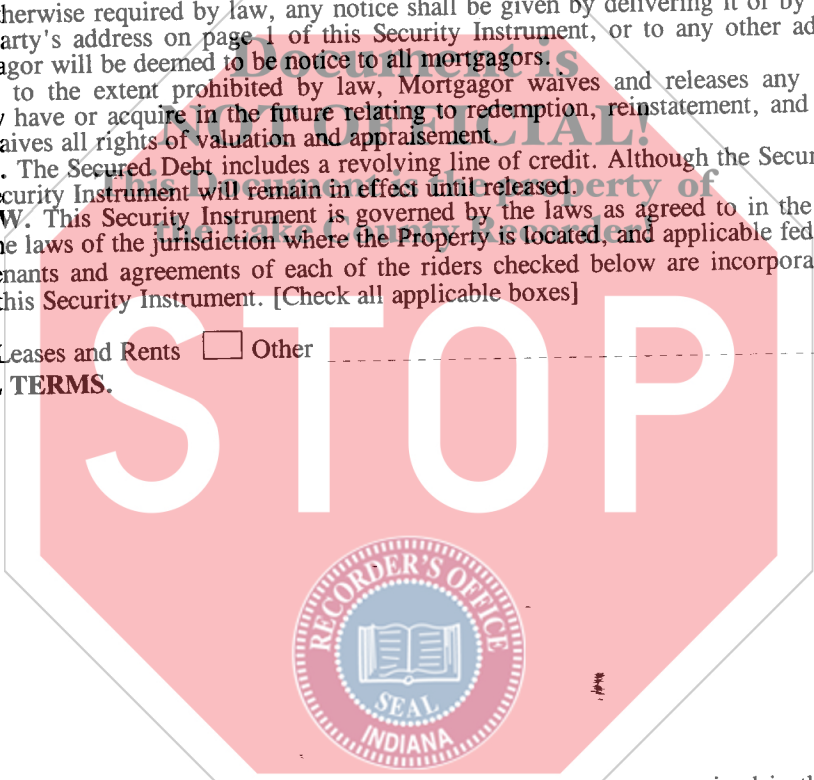 herwise required by law, any notice shall be given by delivering it or by
arty's address on page 1 of this Security Instrument, or to any other ad
agor will be deemed to be notice to all mortgagors.
to the extent prohibited by law, Mortgagor waives and releases any
have or acquire in the future relating to redemption, reinstatement, and
aives all rights of valuation and appraisement.
. The Secured Debt includes a revolving line of credit. Although the Secur
curity Instrument will remain in effect until released.
W. This Security Instrument is governed by the laws as agreed to in the
e laws of the jurisdiction where the Property is located, and applicable fed
enants and agreements of each of the riders checked below are incorpora
this Security Instrument. [Check all applicable boxes]
Leases and Rents Other
TERMS.
Document is
NOT OFFICIAL!
This Document is the property of
the Lake County Recorder!
STOP
RECORDER'S OFFICE
SEAL
INDIANA